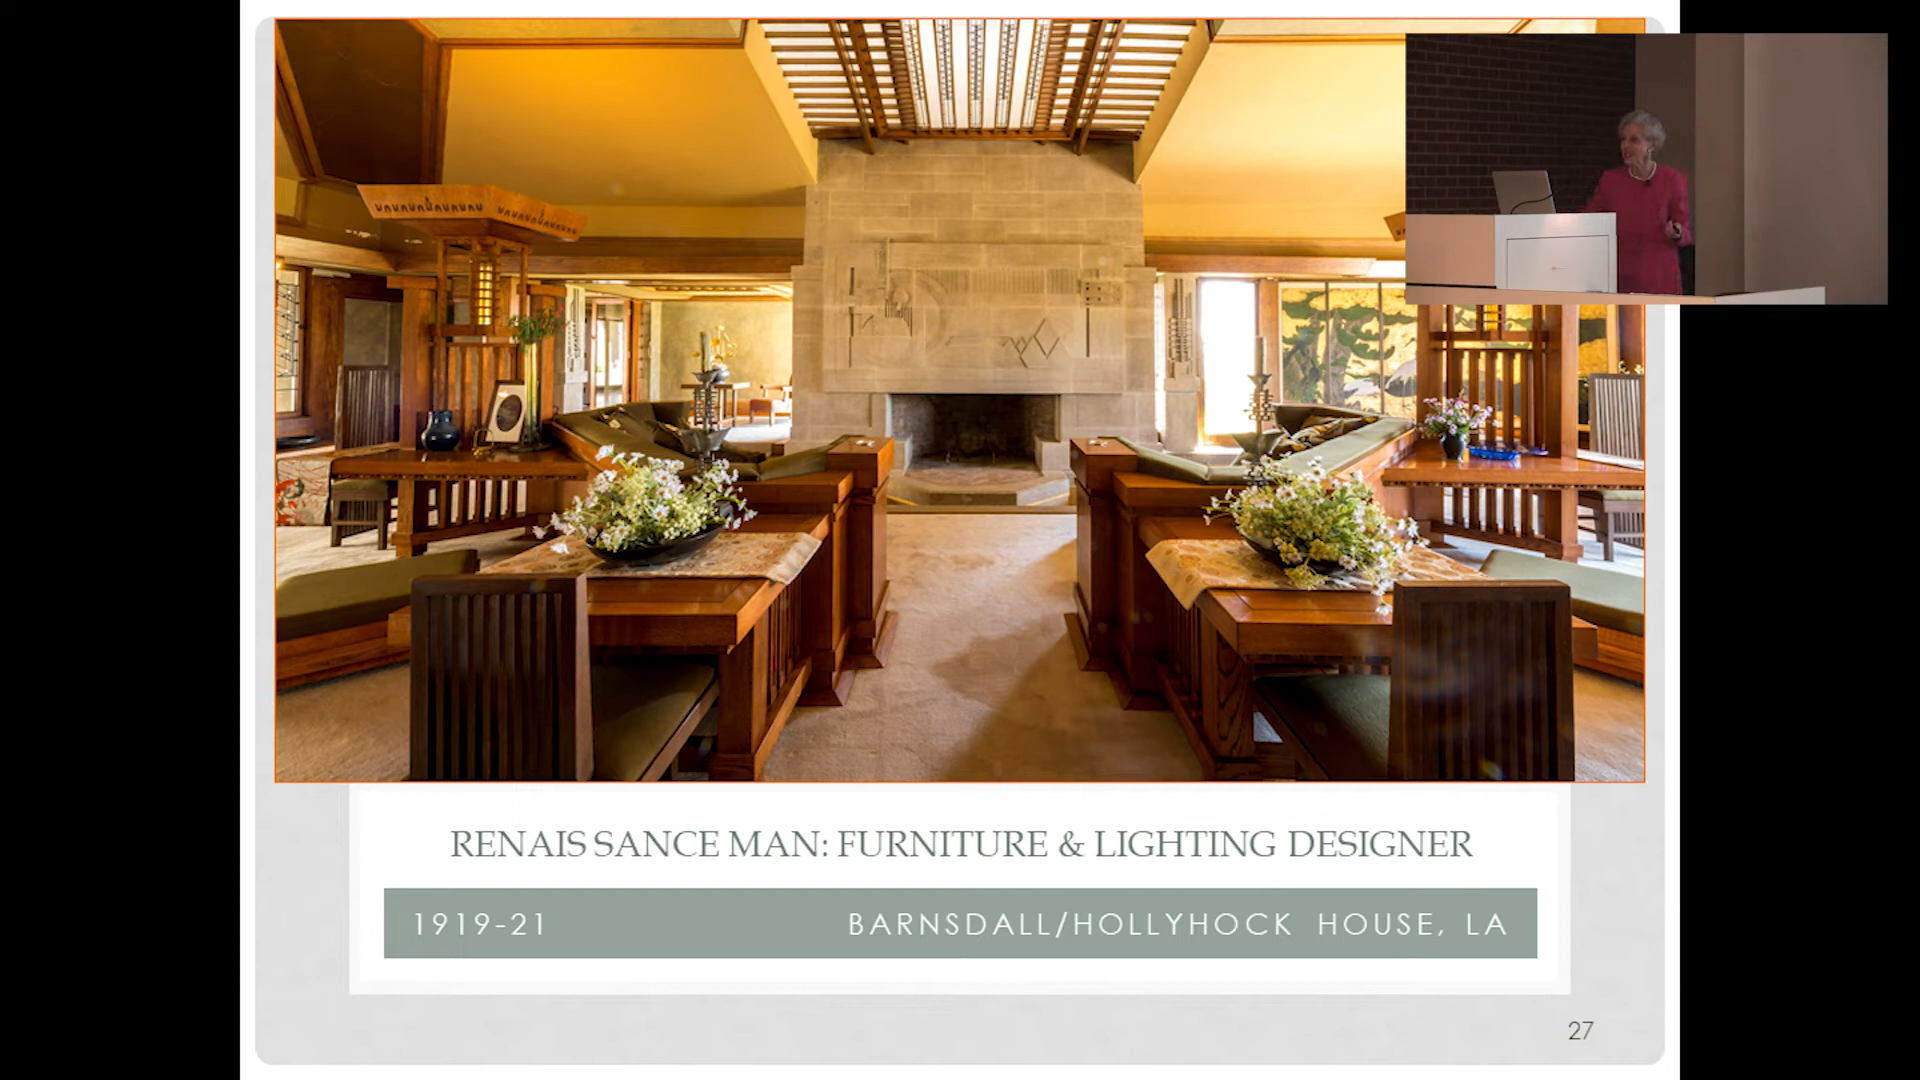 RENAIS SANCE MAN: FURNITURE & LIGHTING DESIGNER
1919-21 BARNSDALL/HOLLYHOCK HOUSE, LA
27